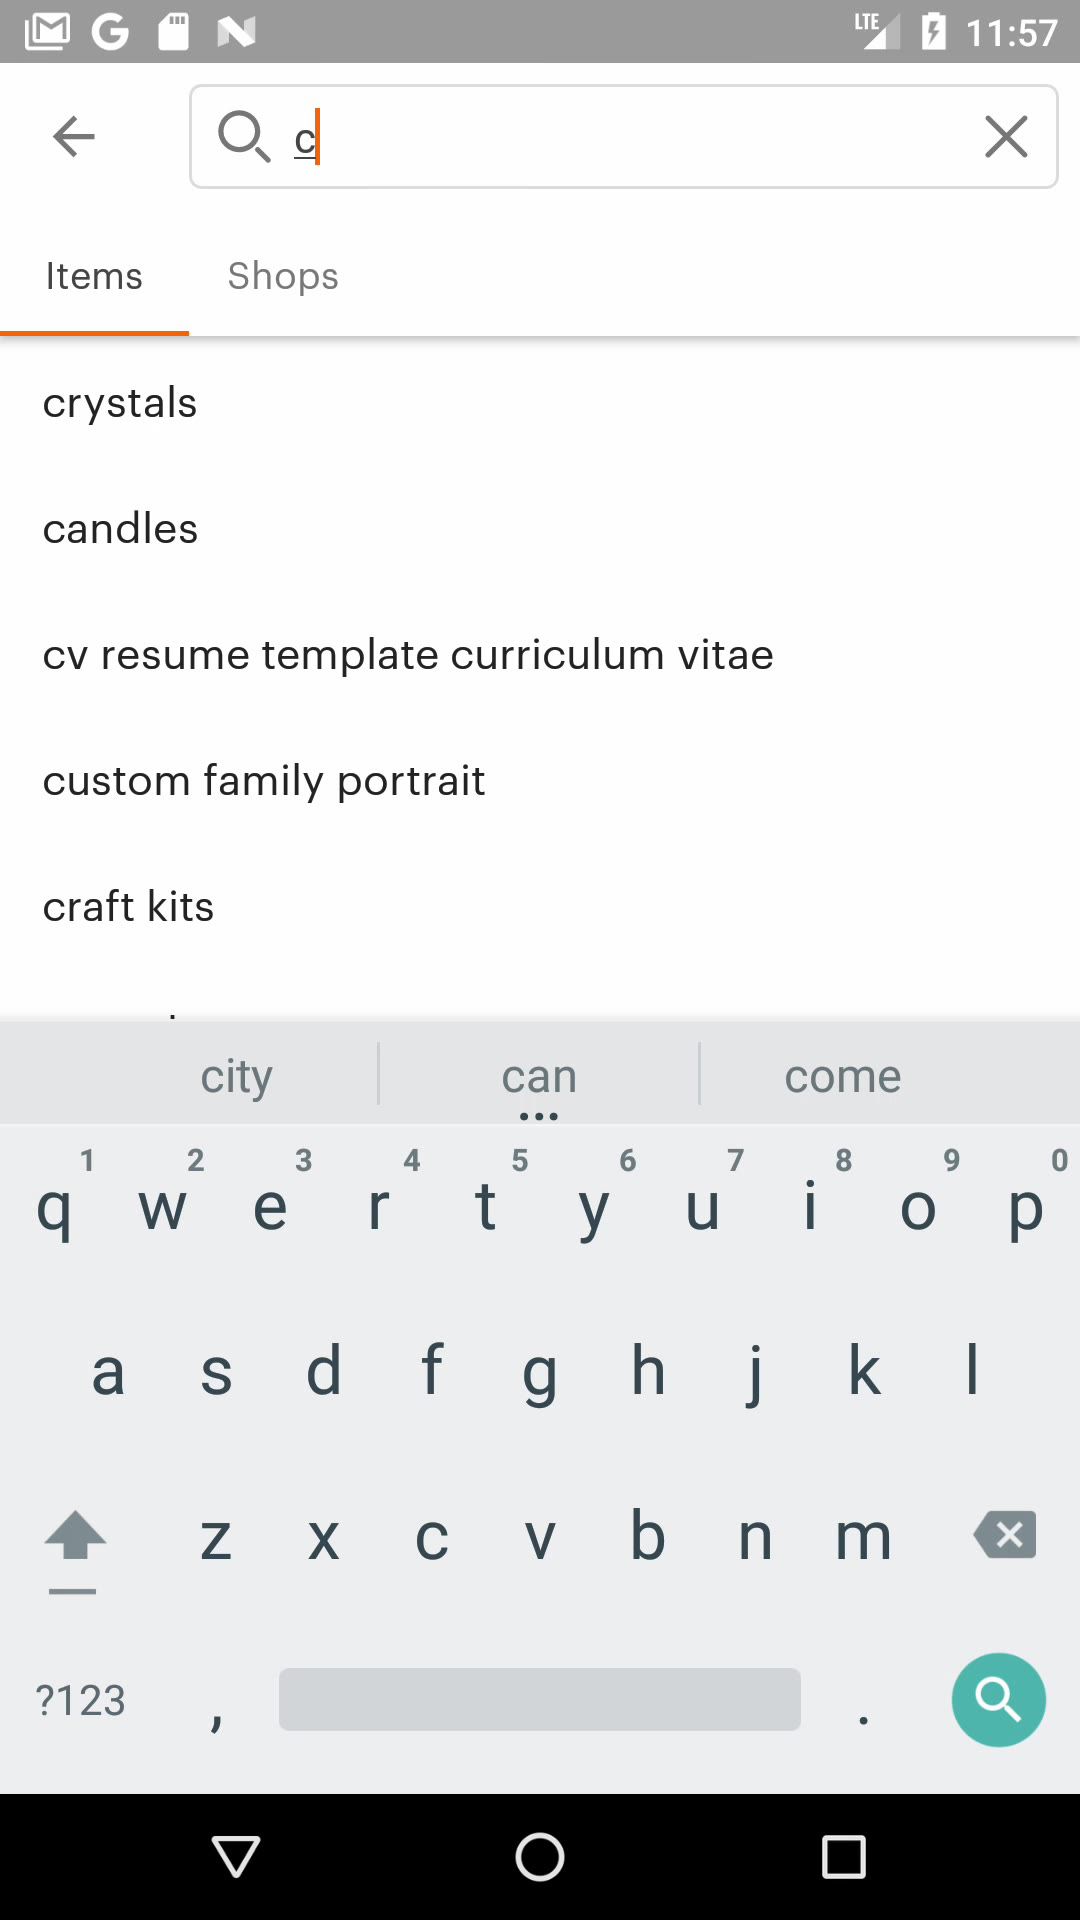 LTE 11:57
c
Items Shops
crystals
candles
cv resume template curriculum vitae
custom family portrait
craft kits
city can come
1 2 3 4 5 6 7 8 9 0
q w e r t y u i o p
a s d f g h j k l
z x c v b n m
?123 , .